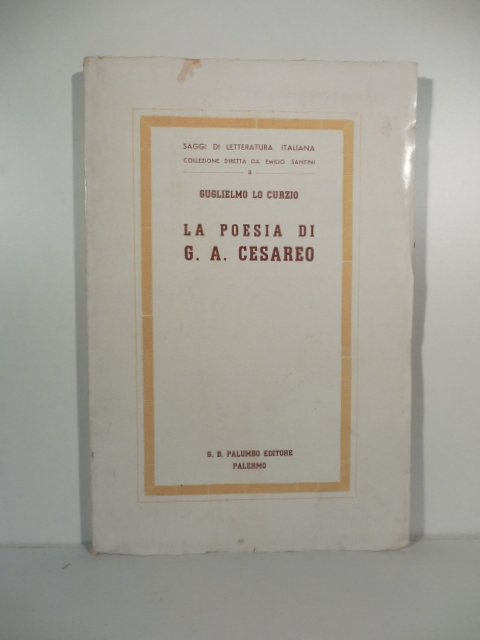 SAGGI DI LETTERATURA ITALIANA
COLLEZIONE DIRETTA DA EMILIO SANTINI
GUGLIELMO LO CURZIO
LA POESIA DI
G. A. CESAREO
G. B. PALUMBO EDITORE
PALERMO